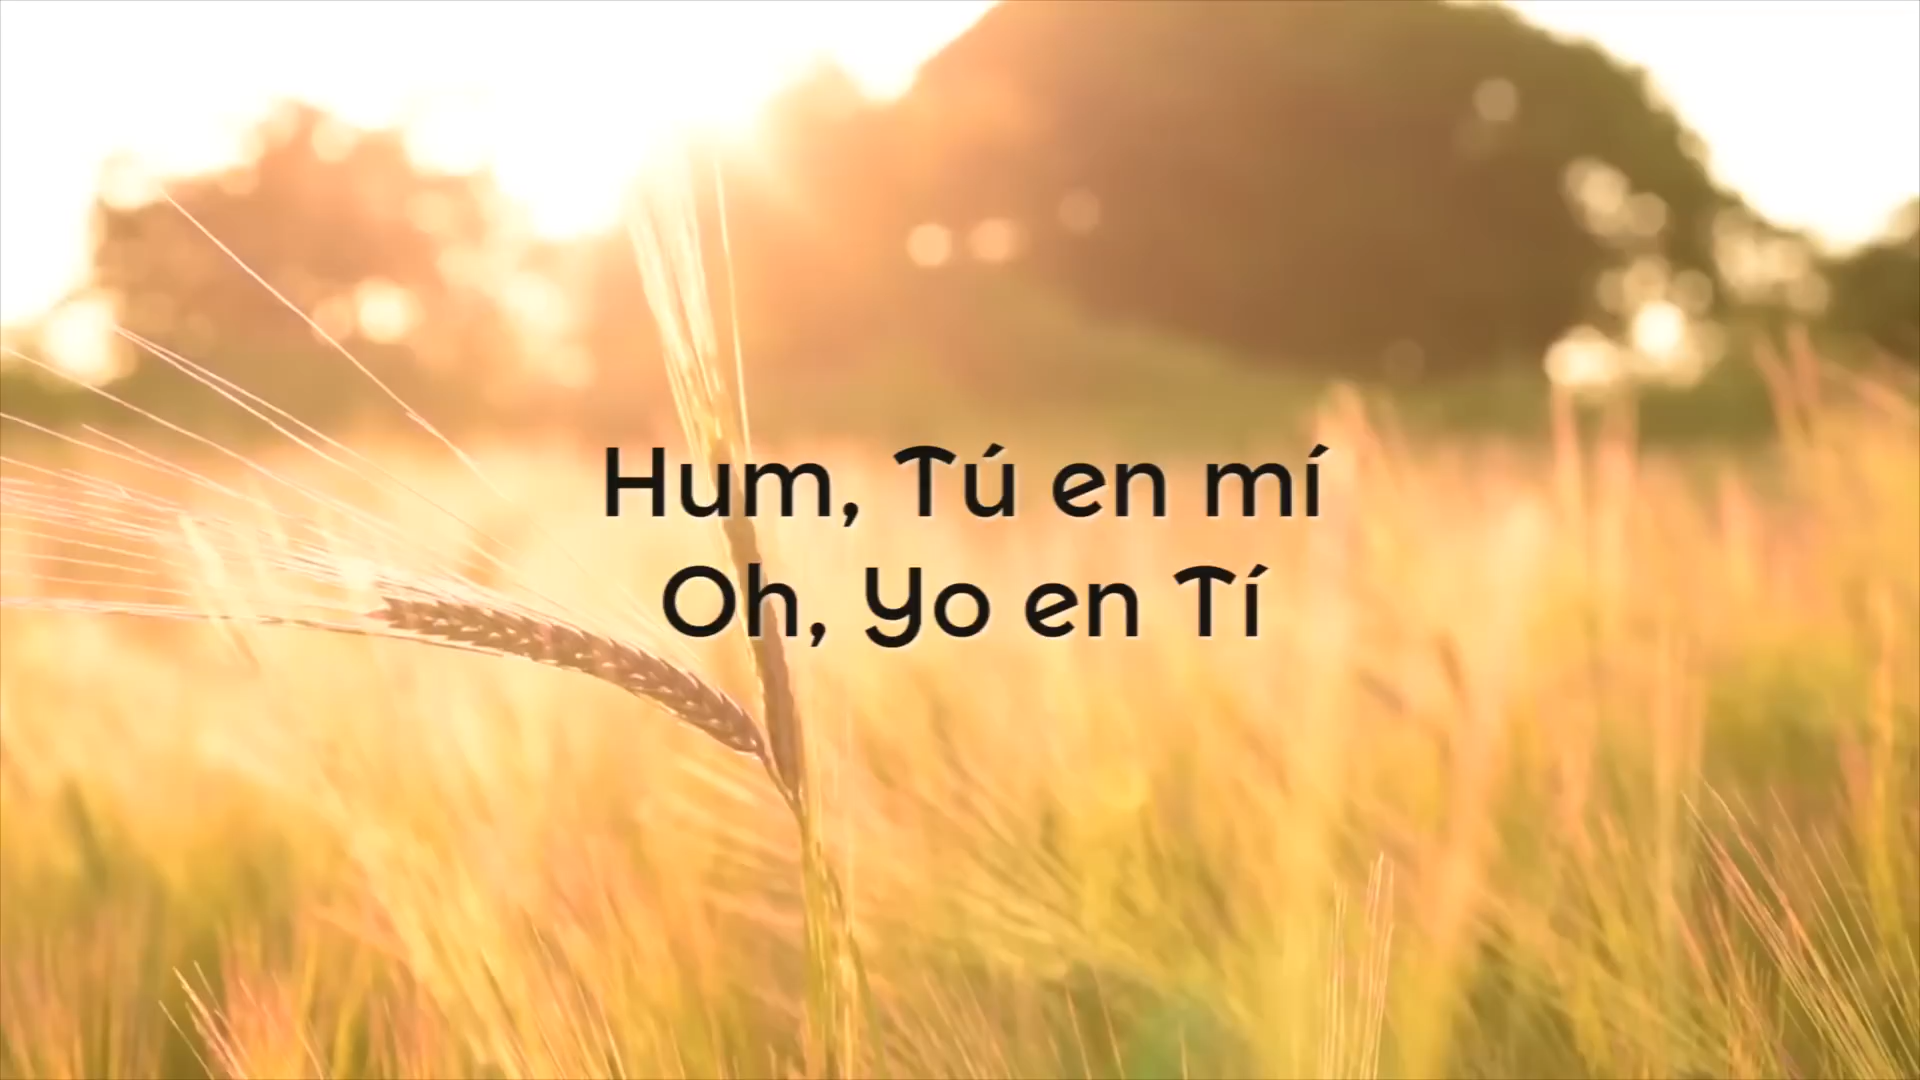 Hum, Tú en mí
Oh, Yo en Tí